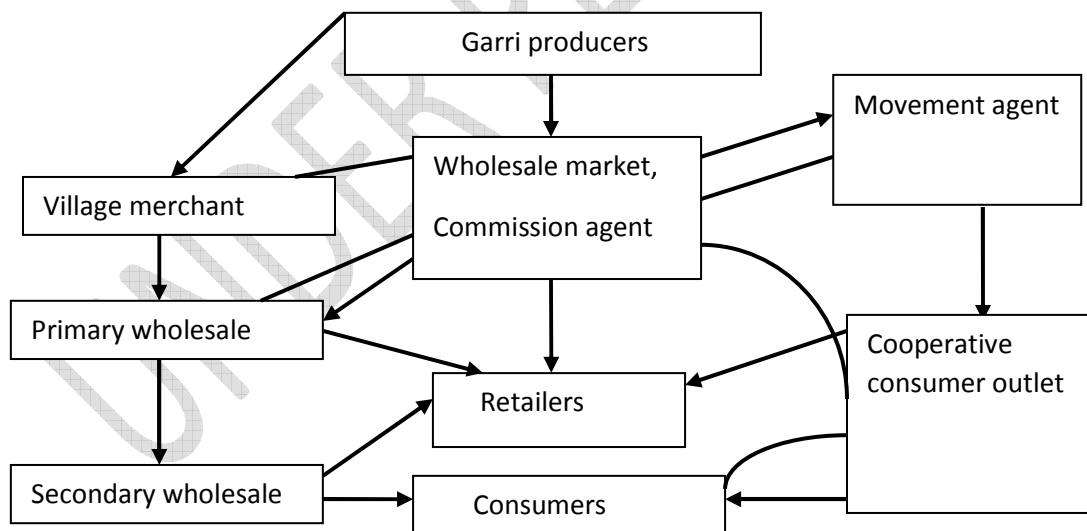 Garri producers
Movement agent
Wholesale market,
Commission agent
Village merchant
Primary wholesale
Cooperative
consumer outlet
Retailers
Secondary wholesale
Consumers